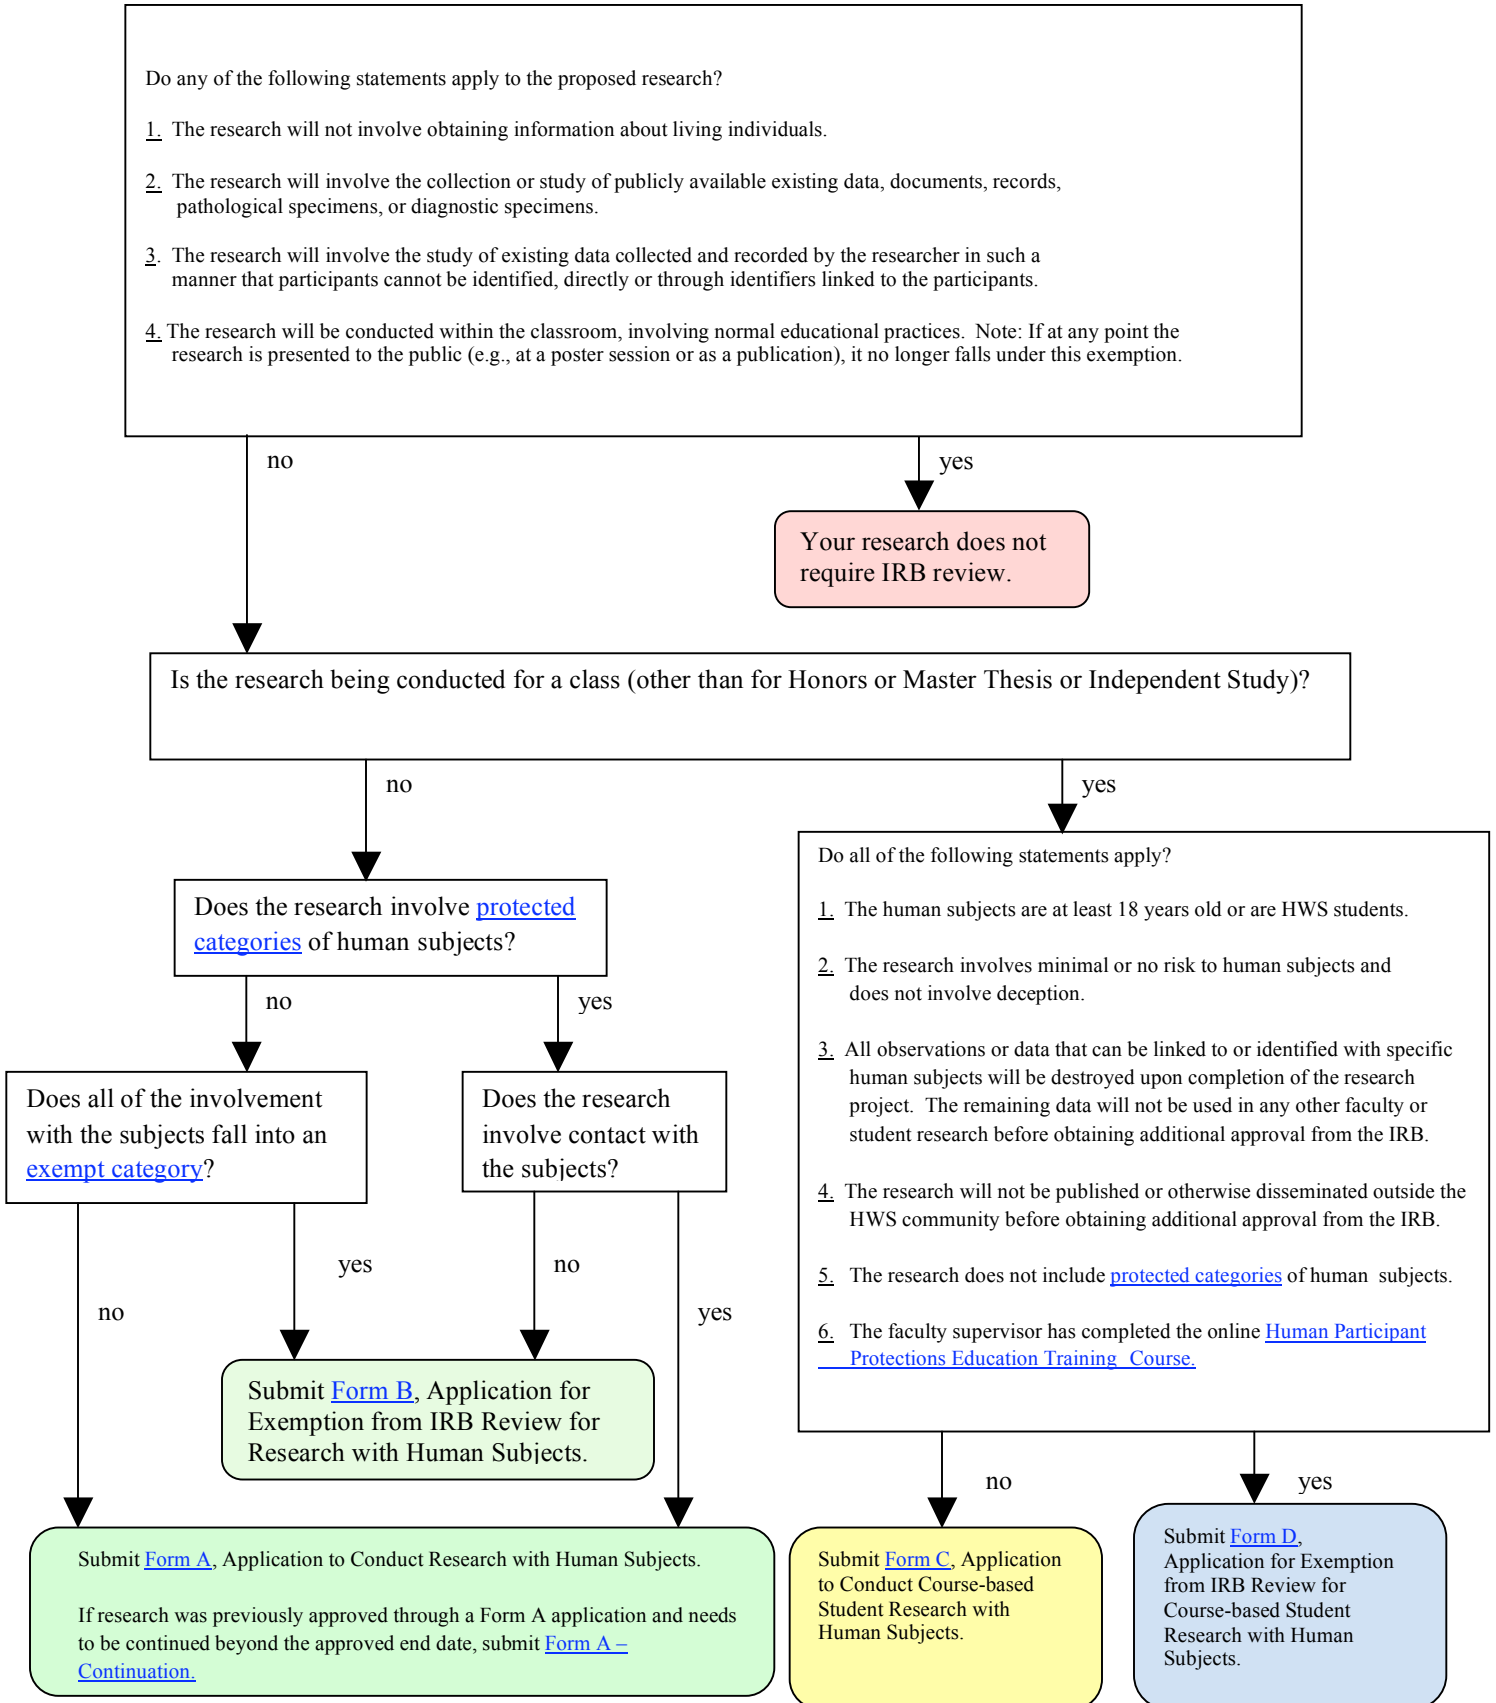 Do any of the following statements apply to the proposed research?
1. The research will not involve obtaining information about living individuals.
2. The research will involve the collection or study of publicly available existing data, documents, records,
pathological specimens, or diagnostic specimens.
3. The research will involve the study of existing data collected and recorded by the researcher in such a
manner that participants cannot be identified, directly or through identifiers linked to the participants.
4. The research will be conducted within the classroom, involving normal educational practices. Note: If at any point the
research is presented to the public (e.g., at a poster session or as a publication), it no longer falls under this exemption.
no
yes
Your research does not
require IRB review.
Is the research being conducted for a class (other than for Honors or Master Thesis or Independent Study)?
no
yes
Does the research involve protected
categories of human subjects?
no
yes
Does all of the involvement
with the subjects fall into an
exempt category?
Does the research
involve contact with
the subjects?
no
yes
no
yes
Submit Form B, Application for
Exemption from IRB Review for
Research with Human Subjects.
Submit Form A, Application to Conduct Research with Human Subjects.
If research was previously approved through a Form A application and needs
to be continued beyond the approved end date, submit Form A –
Continuation.
Do all of the following statements apply?
1. The human subjects are at least 18 years old or are HWS students.
2. The research involves minimal or no risk to human subjects and
does not involve deception.
3. All observations or data that can be linked to or identified with specific
human subjects will be destroyed upon completion of the research
project. The remaining data will not be used in any other faculty or
student research before obtaining additional approval from the IRB.
4. The research will not be published or otherwise disseminated outside the
HWS community before obtaining additional approval from the IRB.
5. The research does not include protected categories of human subjects.
6. The faculty supervisor has completed the online Human Participant
Protections Education Training Course.
no
yes
Submit Form C, Application
to Conduct Course-based
Student Research with
Human Subjects.
Submit Form D,
Application for Exemption
from IRB Review for
Course-based Student
Research with Human
Subjects.